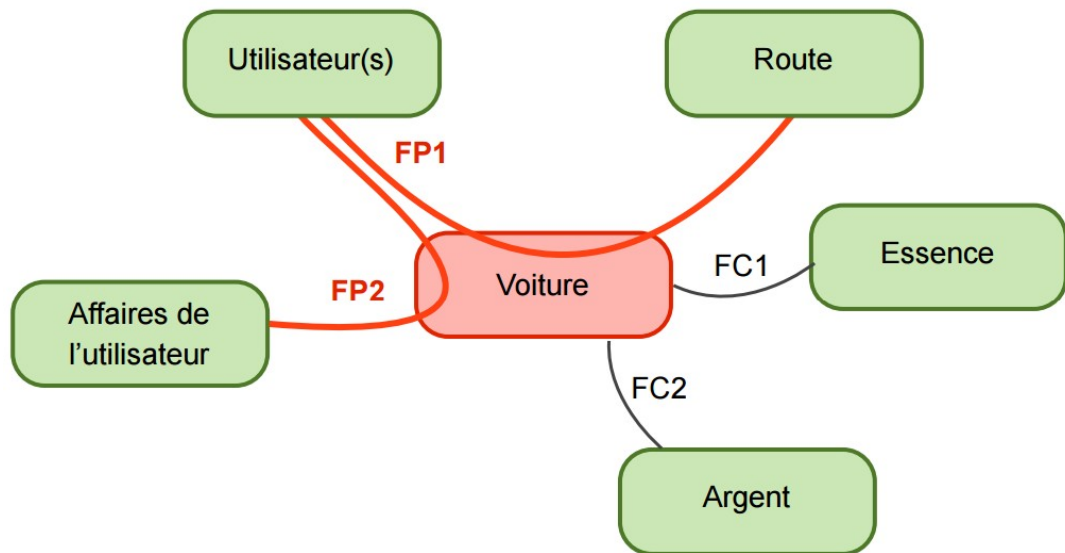 Utilisateur(s)
Route
FP1
Essence
FC1
Voiture
FP2
Affaires de
l’utilisateur
FC2
Argent